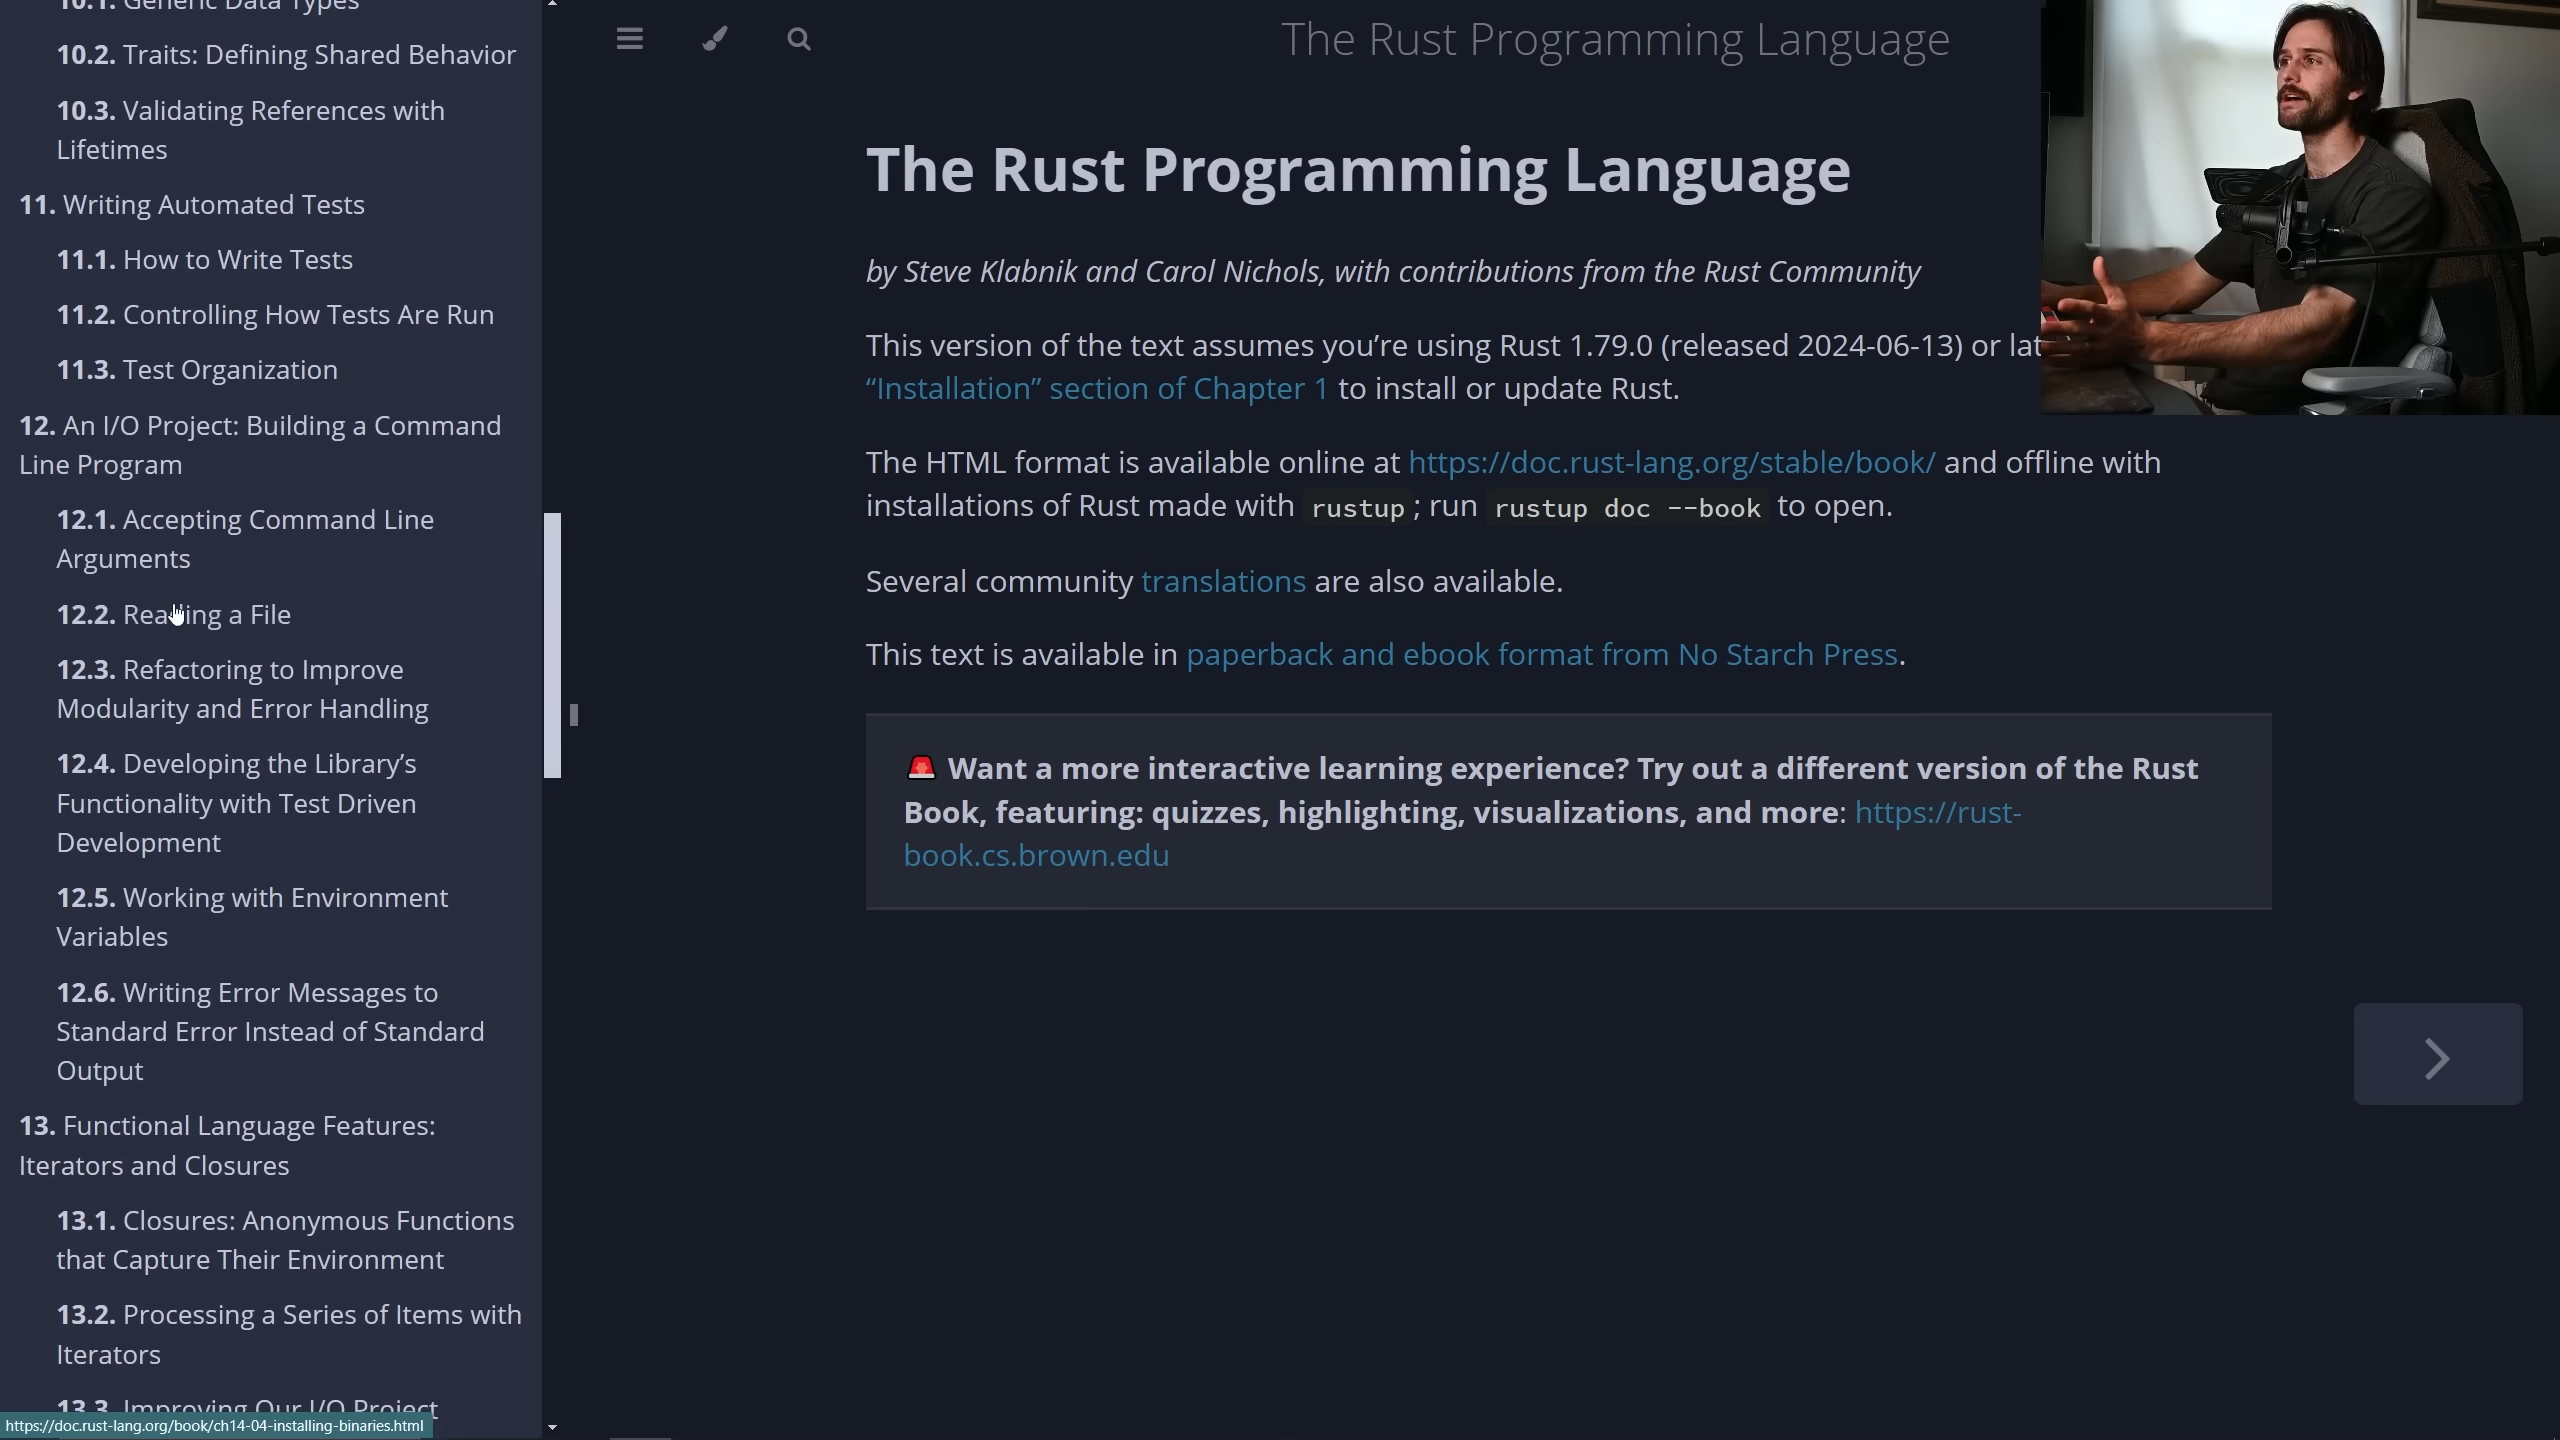 10.1. Generic Data Types
10.2. Traits: Defining Shared Behavior
10.3. Validating References with
Lifetimes
11. Writing Automated Tests
11.1. How to Write Tests
11.2. Controlling How Tests Are Run
11.3. Test Organization
12. An I/O Project: Building a Command
Line Program
12.1. Accepting Command Line
Arguments
12.2. Reading a File
12.3. Refactoring to Improve
Modularity and Error Handling
12.4. Developing the Library’s
Functionality with Test Driven
Development
12.5. Working with Environment
Variables
12.6. Writing Error Messages to
Standard Error Instead of Standard
Output
13. Functional Language Features:
Iterators and Closures
13.1. Closures: Anonymous Functions
that Capture Their Environment
13.2. Processing a Series of Items with
Iterators
13.3. Improving Our I/O Project
https://doc.rust-lang.org/book/ch14-04-installing-binaries.html
The Rust Programming Language
The Rust Programming Language
by Steve Klabnik and Carol Nichols, with contributions from the Rust Community
This version of the text assumes you’re using Rust 1.79.0 (released 2024-06-13) or lat
“Installation” section of Chapter 1 to install or update Rust.
The HTML format is available online at https://doc.rust-lang.org/stable/book/ and offline with
installations of Rust made with rustup; run rustup doc --book to open.
Several community translations are also available.
This text is available in paperback and ebook format from No Starch Press.
🚨 Want a more interactive learning experience? Try out a different version of the Rust
Book, featuring: quizzes, highlighting, visualizations, and more: https://rust-
book.cs.brown.edu